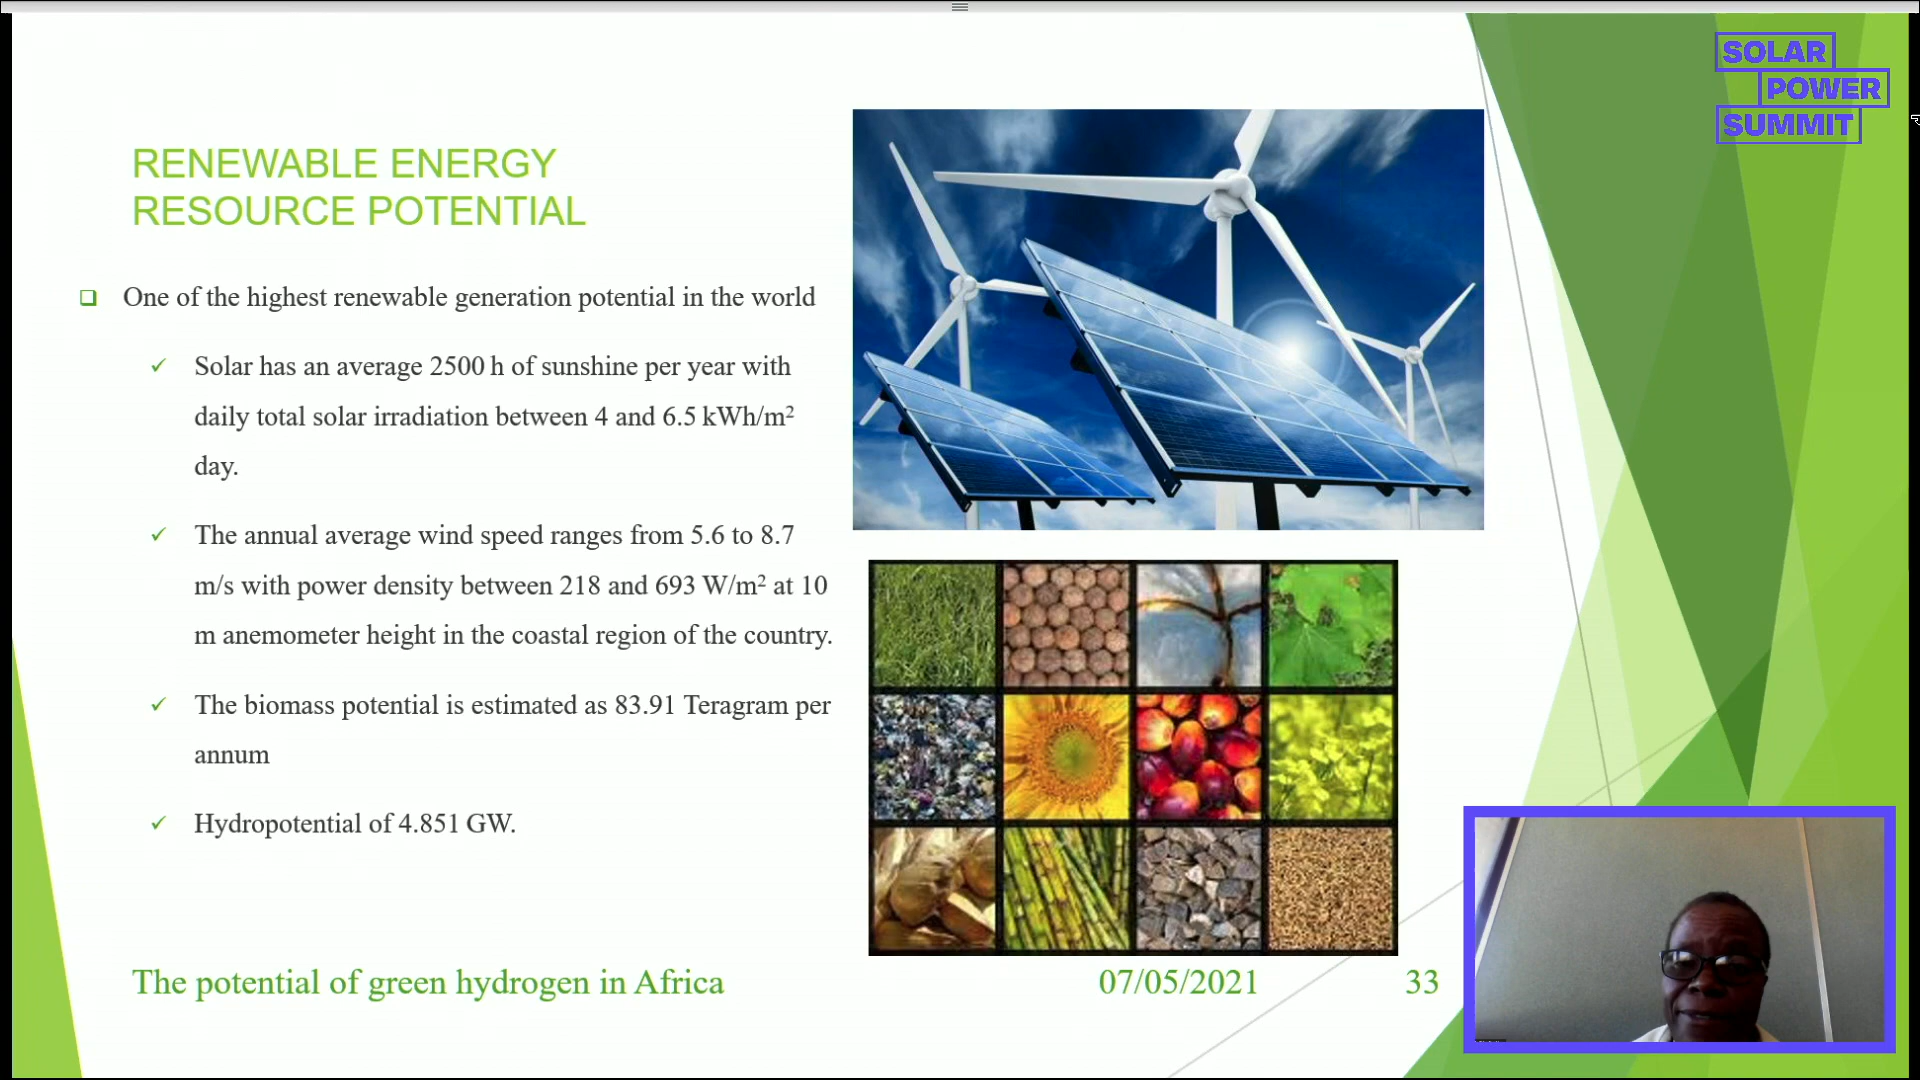 SOLAR
POWER
SUMMIT
RENEWABLE ENERGY
RESOURCE POTENTIAL
One of the highest renewable generation potential in the world
Solar has an average 2500 h of sunshine per year with
daily total solar irradiation between 4 and 6.5 kWh/m²
day.
The annual average wind speed ranges from 5.6 to 8.7
m/s with power density between 218 and 693 W/m² at 10
m anemometer height in the coastal region of the country.
The biomass potential is estimated as 83.91 Teragram per
annum
Hydropotential of 4.851 GW.
The potential of green hydrogen in Africa
07/05/2021
33